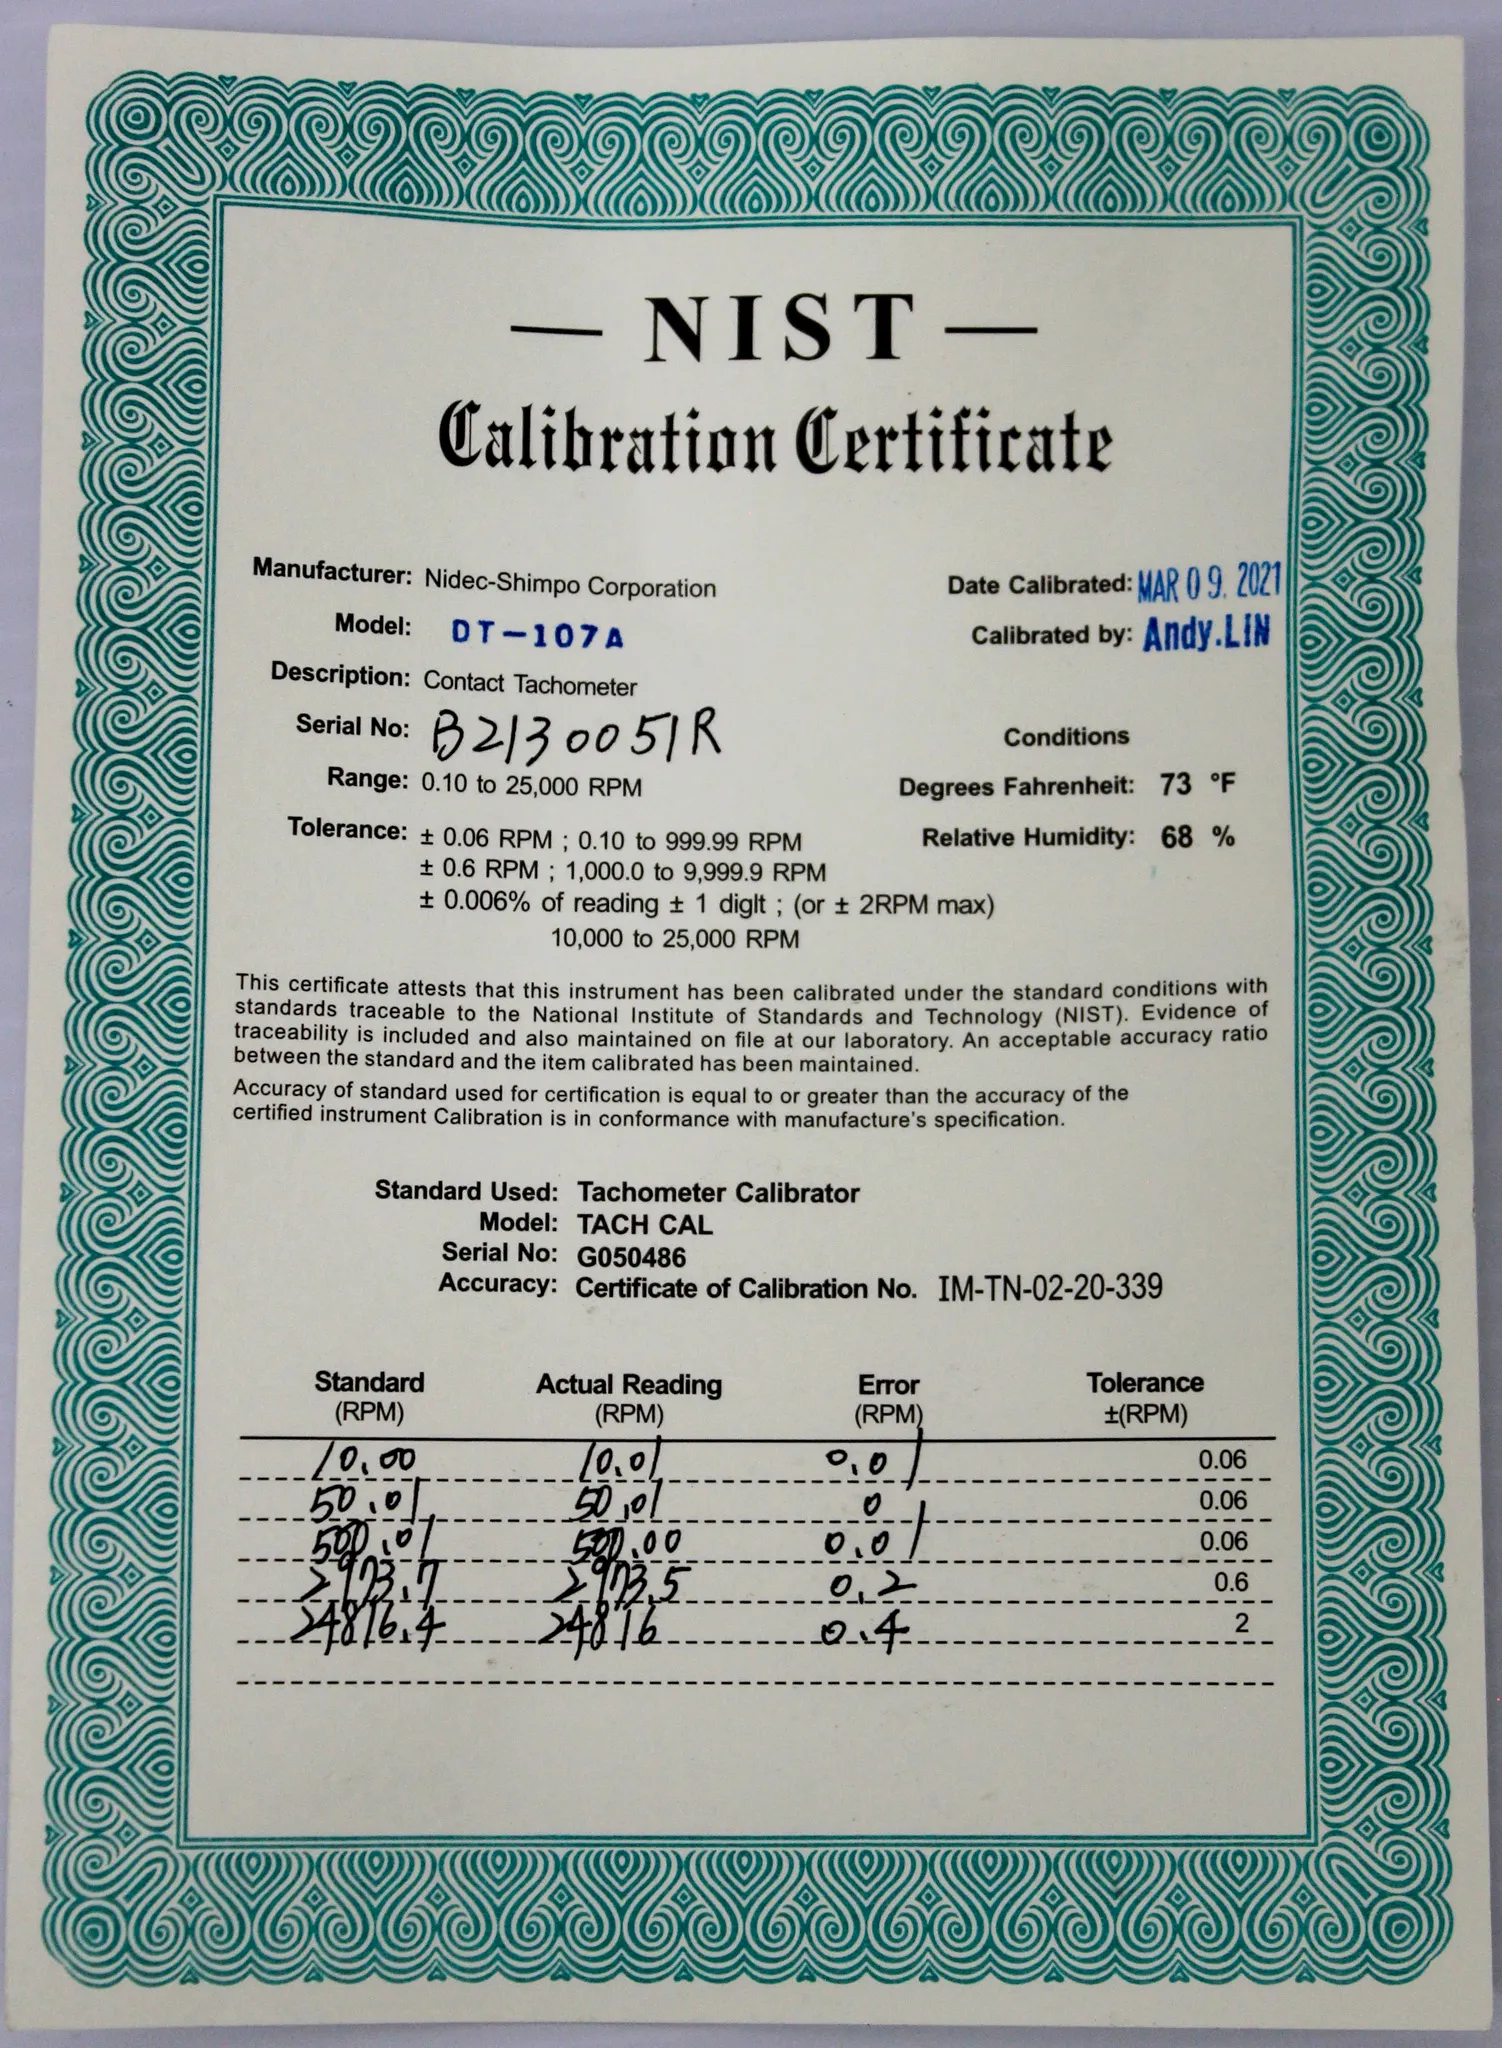 — NIST —
Calibration Certificate
Manufacturer: Nidec-Shimpo Corporation
Date Calibrated: MAR 09. 2021
Model: DT-107A
Calibrated by: Andy.LIN
Description: Contact Tachometer
Serial No: B2130051R
Conditions
Range: 0.10 to 25,000 RPM
Degrees Fahrenheit: 73 °F
Tolerance: ± 0.06 RPM ; 0.10 to 999.99 RPM
Relative Humidity: 68 %
± 0.6 RPM ; 1,000.0 to 9,999.9 RPM
± 0.006% of reading ± 1 diglt ; (or ± 2RPM max)
10,000 to 25,000 RPM
This certificate attests that this instrument has been calibrated under the standard conditions with
standards traceable to the National Institute of Standards and Technology (NIST). Evidence of
traceability is included and also maintained on file at our laboratory. An acceptable accuracy ratio
between the standard and the item calibrated has been maintained.
Accuracy of standard used for certification is equal to or greater than the accuracy of the
certified instrument Calibration is in conformance with manufacture's specification.
Standard Used: Tachometer Calibrator
Model: TACH CAL
Serial No: G050486
Accuracy: Certificate of Calibration No. IM-TN-02-20-339
Standard Actual Reading Error Tolerance
(RPM) (RPM) (RPM) ±(RPM)
10.00 10.01 0.01 0.06
50.01 50.01 0 0.06
500.01 500.00 0.01 0.06
2973.7 2973.5 0.2 0.6
24816.4 24816 0.4 2